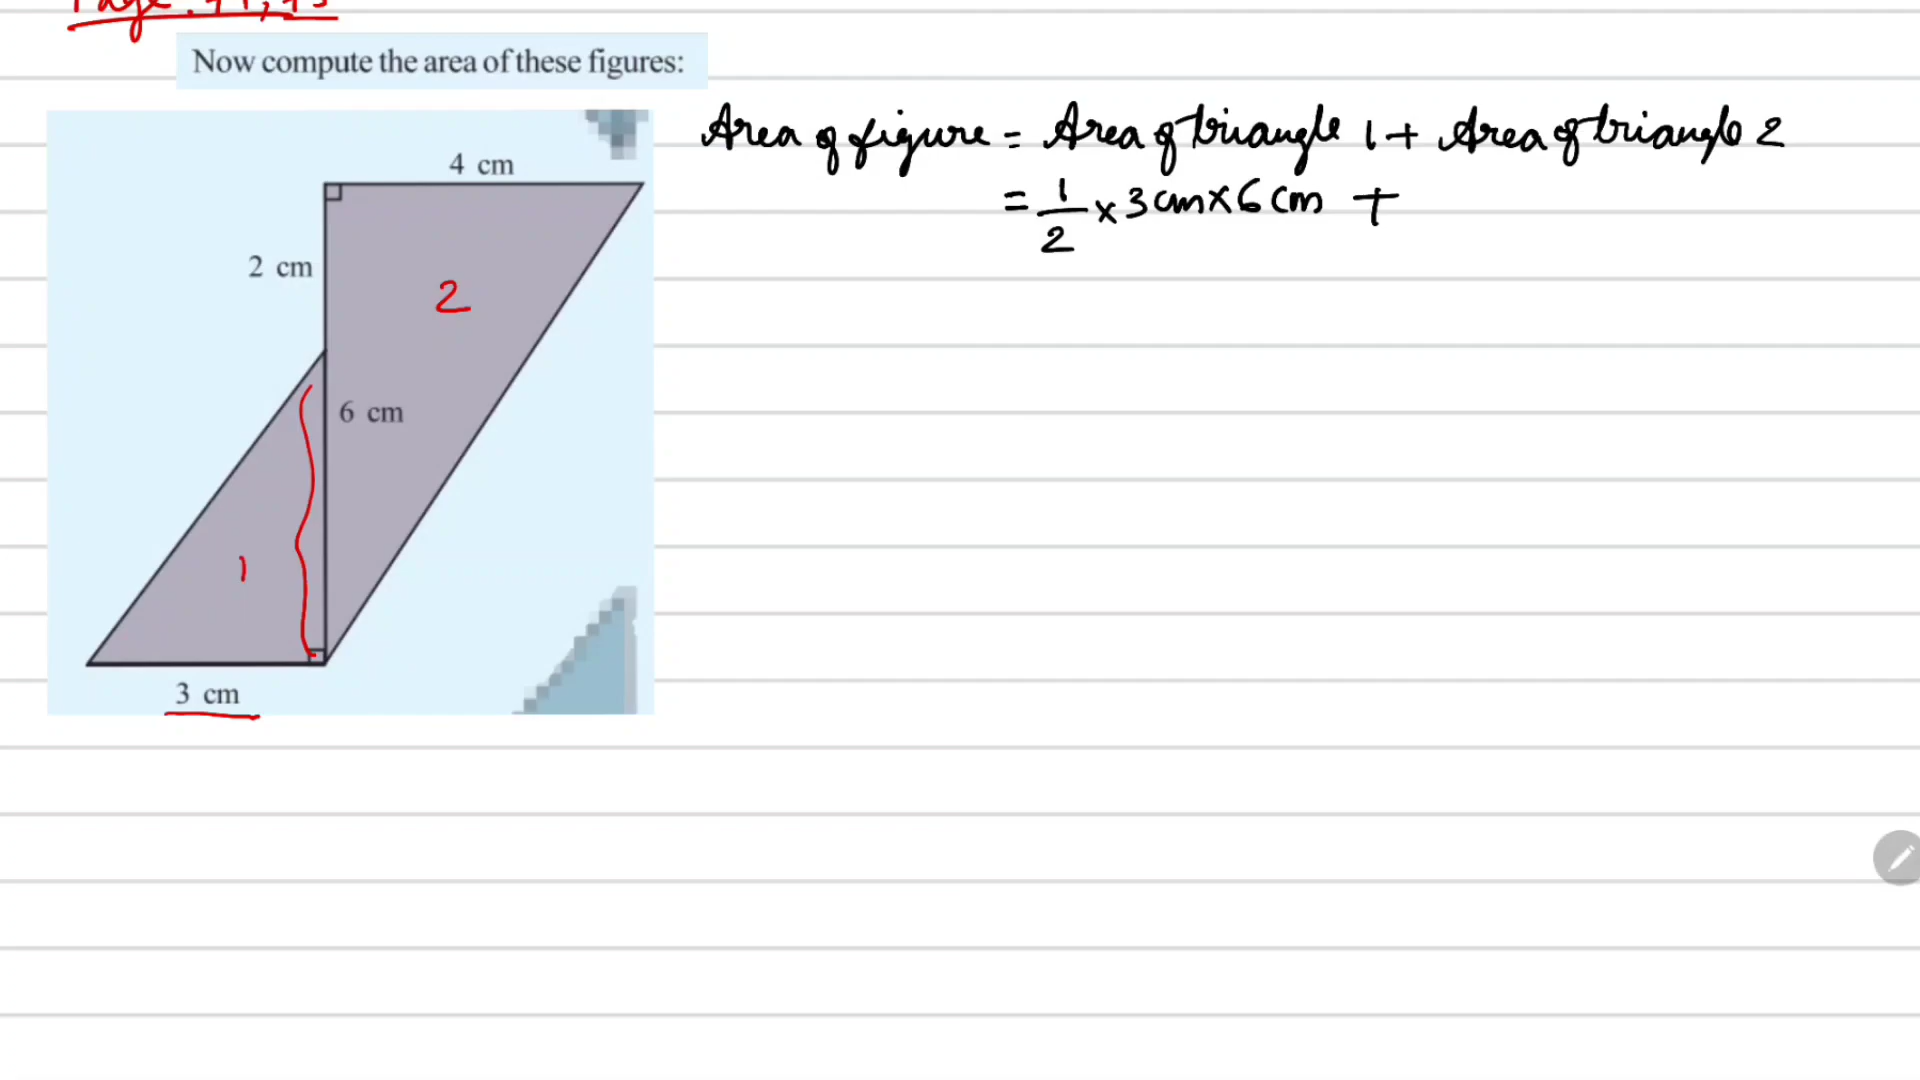 Now compute the area of these figures:
Area of figure = Area of triangle 1 + Area of triangle 2
= 1/2 × 3 cm × 6 cm +
4 cm
2 cm
2
6 cm
1
3 cm